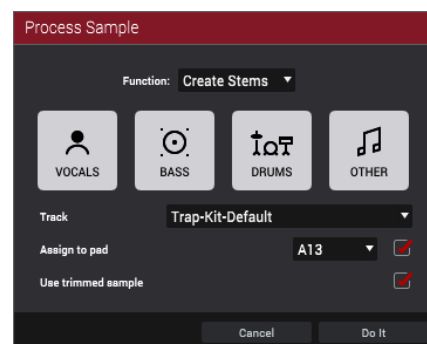 Process Sample
Function: Create Stems
VOCALS BASS DRUMS OTHER
Track Trap-Kit-Default
Assign to pad A13
Use trimmed sample
Cancel Do It